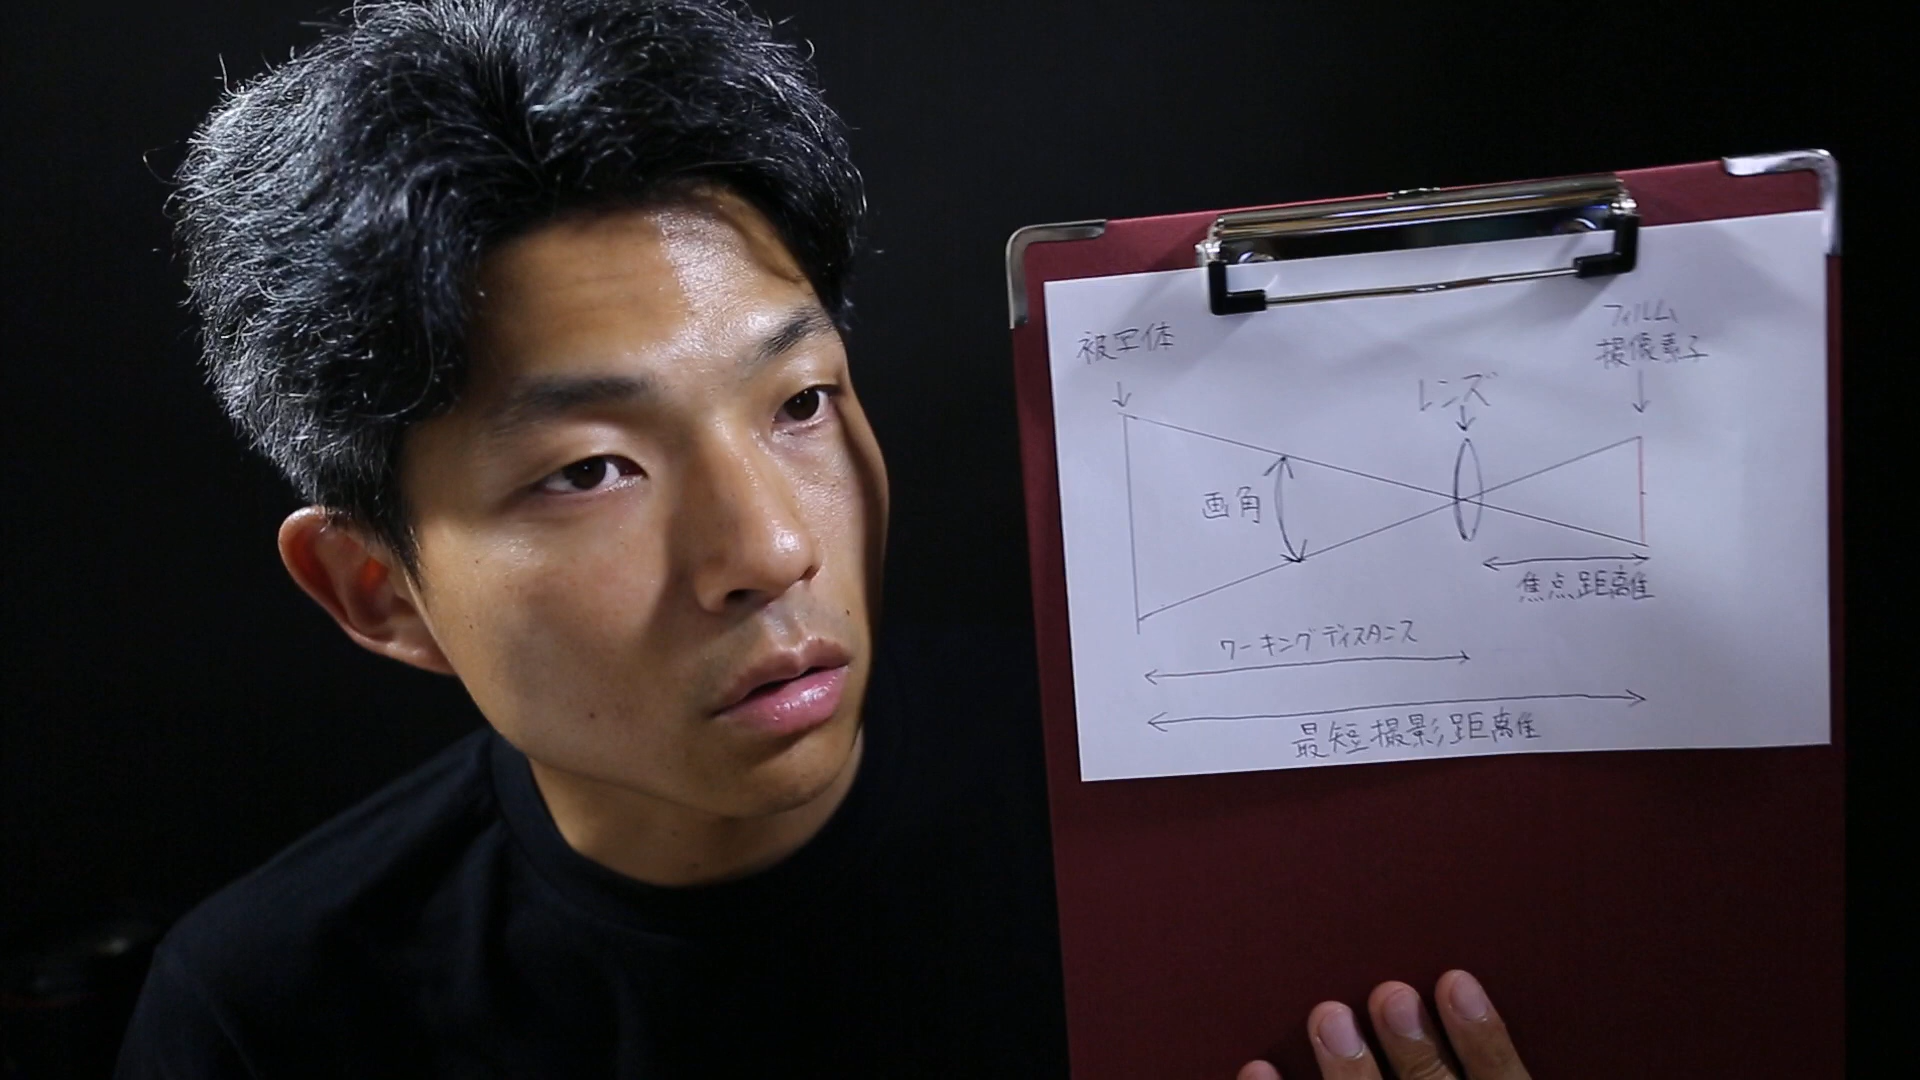 被写体
フィルム
撮像素子
レンズ
画角
焦点距離
ワーキングディスタンス
最短撮影距離